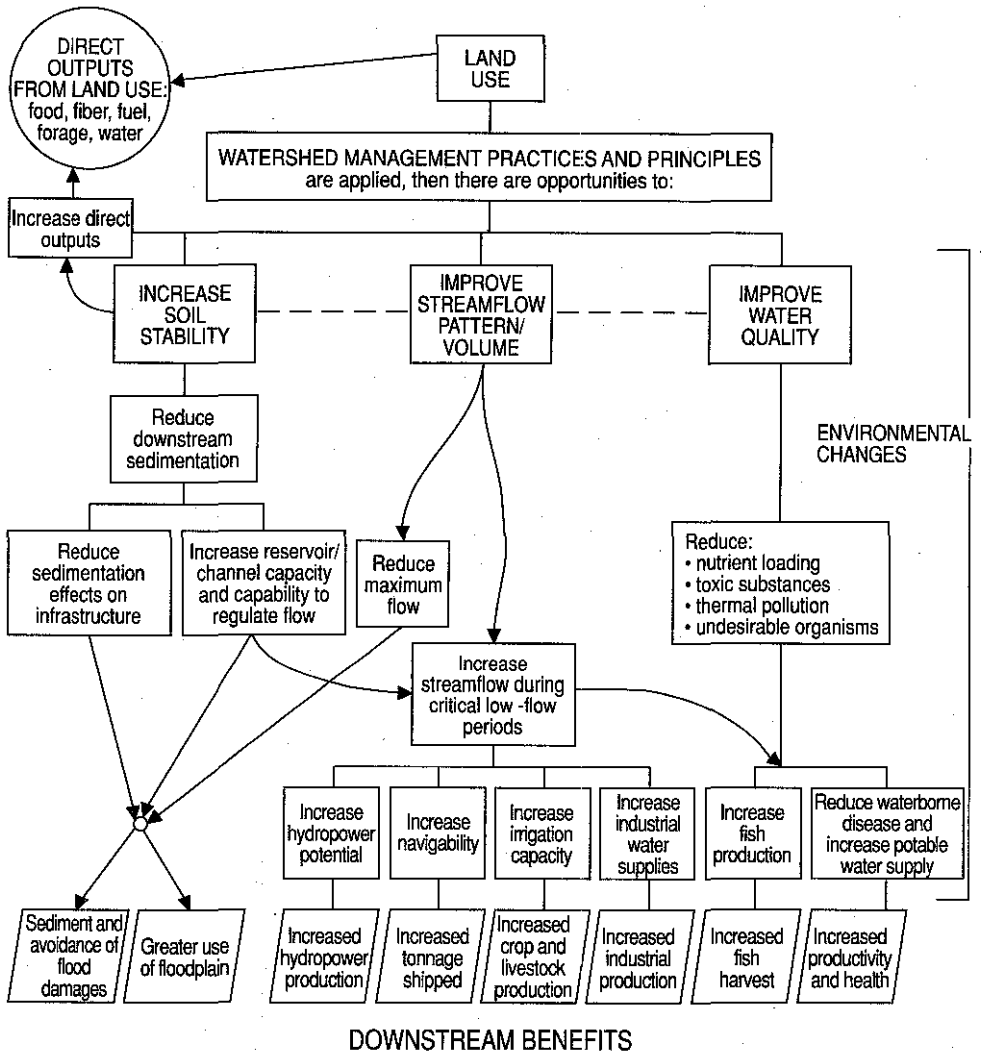 DIRECT
OUTPUTS
FROM LAND USE:
food, fiber, fuel,
forage, water
LAND
USE
WATERSHED MANAGEMENT PRACTICES AND PRINCIPLES
are applied, then there are opportunities to:
Increase direct
outputs
INCREASE
SOIL
STABILITY
IMPROVE
STREAMFLOW
PATTERN/
VOLUME
IMPROVE
WATER
QUALITY
Reduce
downstream
sedimentation
ENVIRONMENTAL
CHANGES
Reduce
sedimentation
effects on
infrastructure
Increase reservoir/
channel capacity
and capability to
regulate flow
Reduce
maximum
flow
Reduce:
• nutrient loading
• toxic substances
• thermal pollution
• undesirable organisms
Increase
streamflow during
critical low -flow
periods
Increase
hydropower
potential
Increase
navigability
Increase
irrigation
capacity
Increase
industrial
water
supplies
Increase
fish
production
Reduce waterborne
disease and
increase potable
water supply
Sediment and
avoidance of
flood
damages
Greater use
of floodplain
Increased
hydropower
production
Increased
tonnage
shipped
Increased
crop and
livestock
production
Increased
industrial
production
Increased
fish
harvest
Increased
productivity
and health
DOWNSTREAM BENEFITS